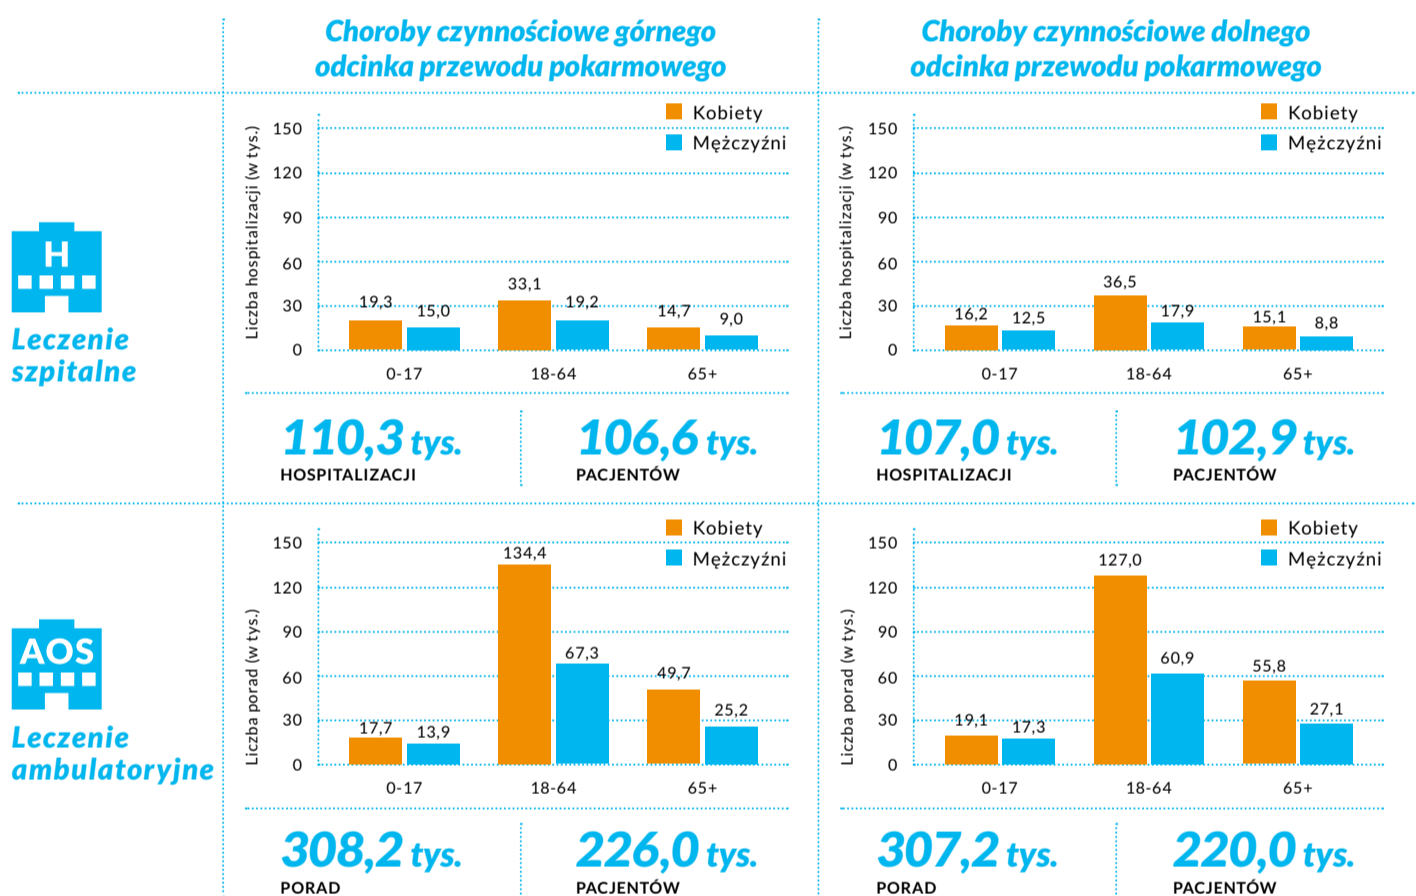 Choroby czynnościowe górnego
odcinka przewodu pokarmowego
Choroby czynnościowe dolnego
odcinka przewodu pokarmowego
H
Leczenie
szpitalne
Liczba hospitalizacji (w tys.)
150
120
90
60
30
0
Kobiety
Mężczyźni
19,3
15,0
33,1
19,2
14,7
9,0
0-17
18-64
65+
110,3 tys.
HOSPITALIZACJI
106,6 tys.
PACJENTÓW
Liczba hospitalizacji (w tys.)
150
120
90
60
30
0
Kobiety
Mężczyźni
16,2
12,5
36,5
17,9
15,1
8,8
0-17
18-64
65+
107,0 tys.
HOSPITALIZACJI
102,9 tys.
PACJENTÓW
AOS
Leczenie
ambulatoryjne
Liczba porad (w tys.)
150
120
90
60
30
0
Kobiety
Mężczyźni
17,7
13,9
134,4
67,3
49,7
25,2
0-17
18-64
65+
308,2 tys.
PORAD
226,0 tys.
PACJENTÓW
Liczba porad (w tys.)
150
120
90
60
30
0
Kobiety
Mężczyźni
19,1
17,3
127,0
60,9
55,8
27,1
0-17
18-64
65+
307,2 tys.
PORAD
220,0 tys.
PACJENTÓW